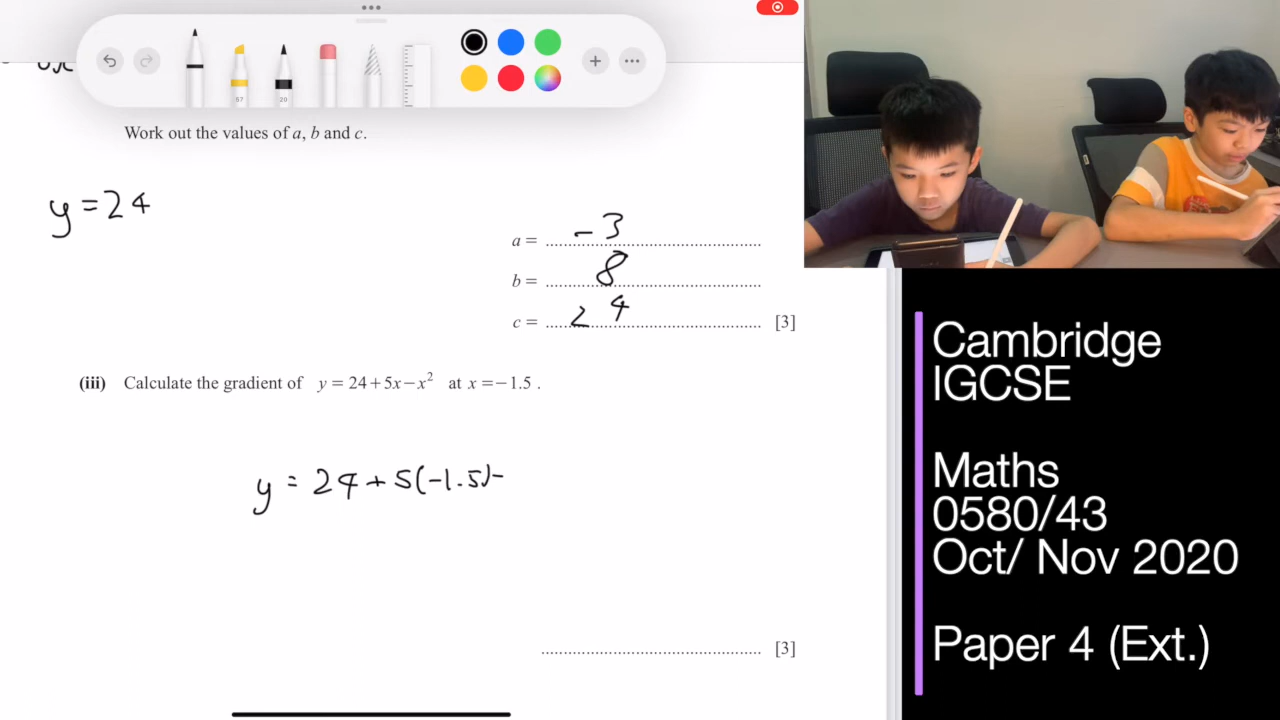 57
20
Work out the values of a, b and c.
y = 24
a = -3
b = 8
c = 24 [3]
(iii) Calculate the gradient of y = 24 + 5x − x² at x = −1.5 .
y = 24 + 5(-1.5) -
[3]
Cambridge
IGCSE
Maths
0580/43
Oct/ Nov 2020
Paper 4 (Ext.)